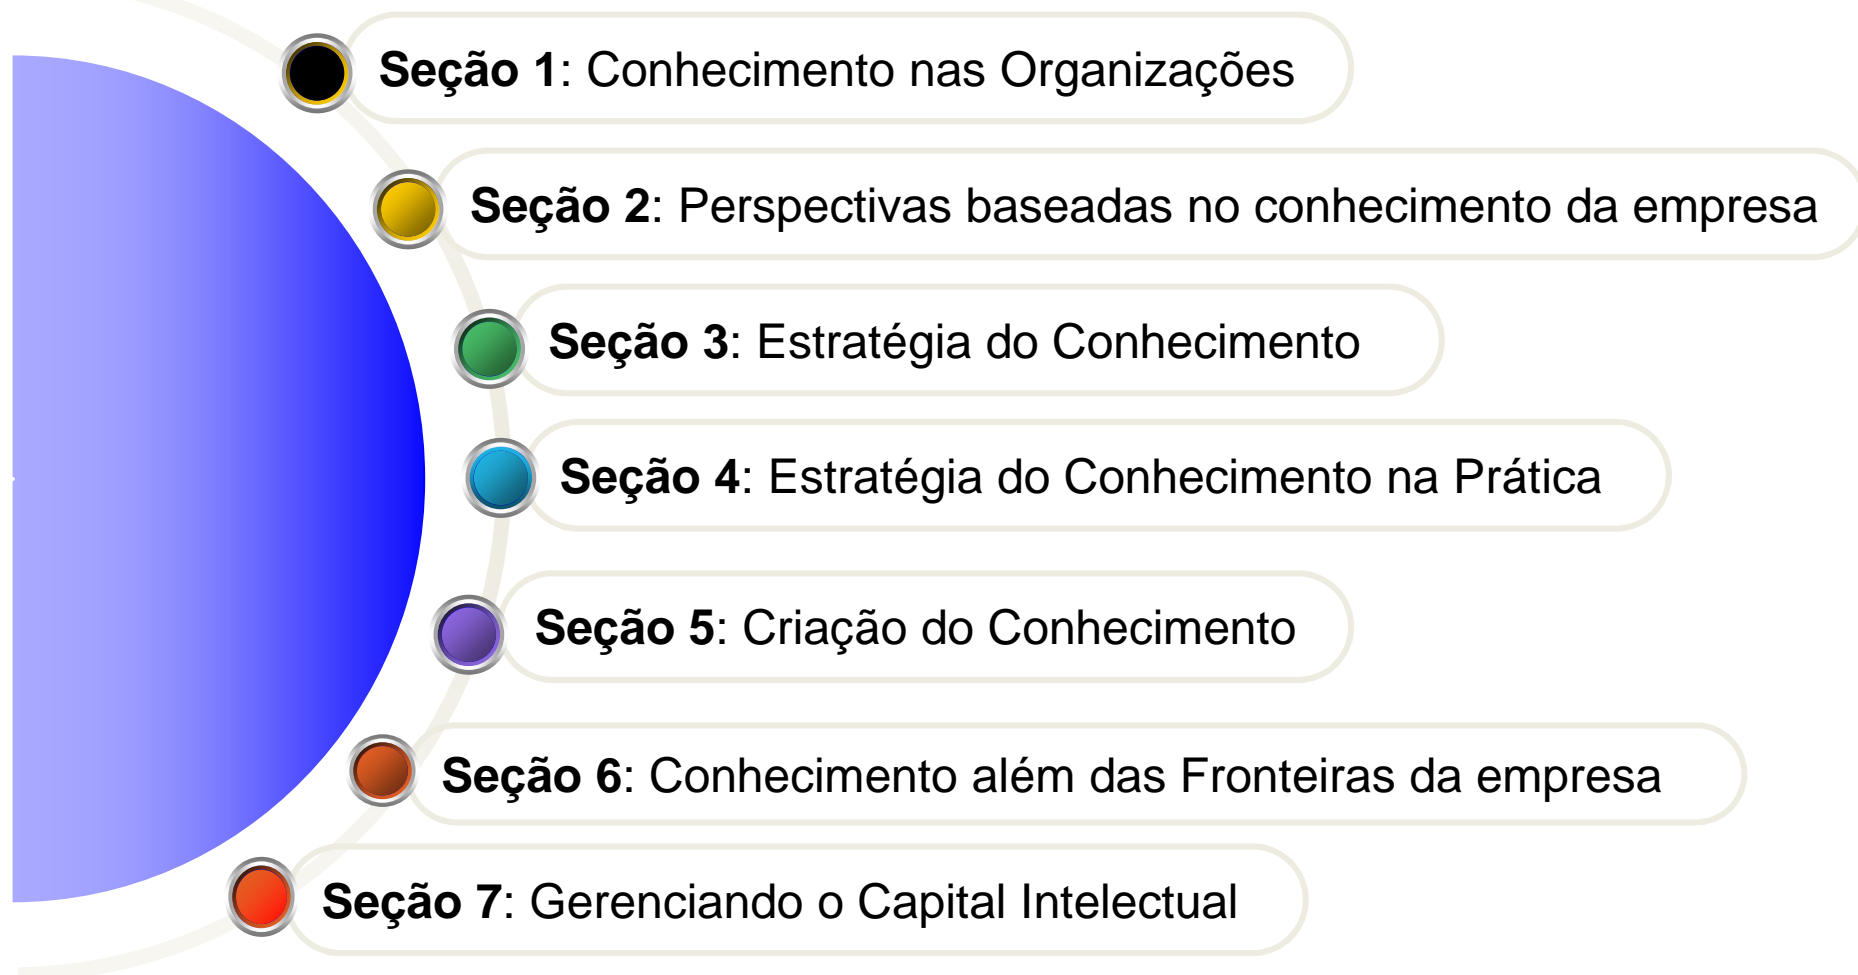 Seção 1: Conhecimento nas Organizações
Seção 2: Perspectivas baseadas no conhecimento da empresa
Seção 3: Estratégia do Conhecimento
Seção 4: Estratégia do Conhecimento na Prática
Seção 5: Criação do Conhecimento
Seção 6: Conhecimento além das Fronteiras da empresa
Seção 7: Gerenciando o Capital Intelectual